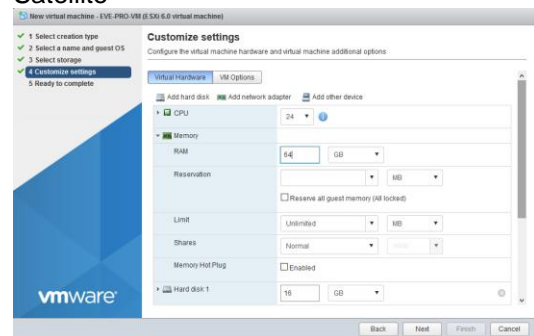 Satellite
New virtual machine - EVE-PRO-VM (ESXi 6.0 virtual machine)
1 Select creation type
2 Select a name and guest OS
3 Select storage
4 Customize settings
5 Ready to complete
Customize settings
Configure the virtual machine hardware and virtual machine additional options
Virtual Hardware VM Options
Add hard disk Add network adapter Add other device
CPU 24
Memory
RAM 64 GB
Reservation MB
Reserve all guest memory (All locked)
Limit Unlimited MB
Shares Normal
Memory Hot Plug Enabled
Hard disk 1 16 GB
vmware
Back Next Finish Cancel